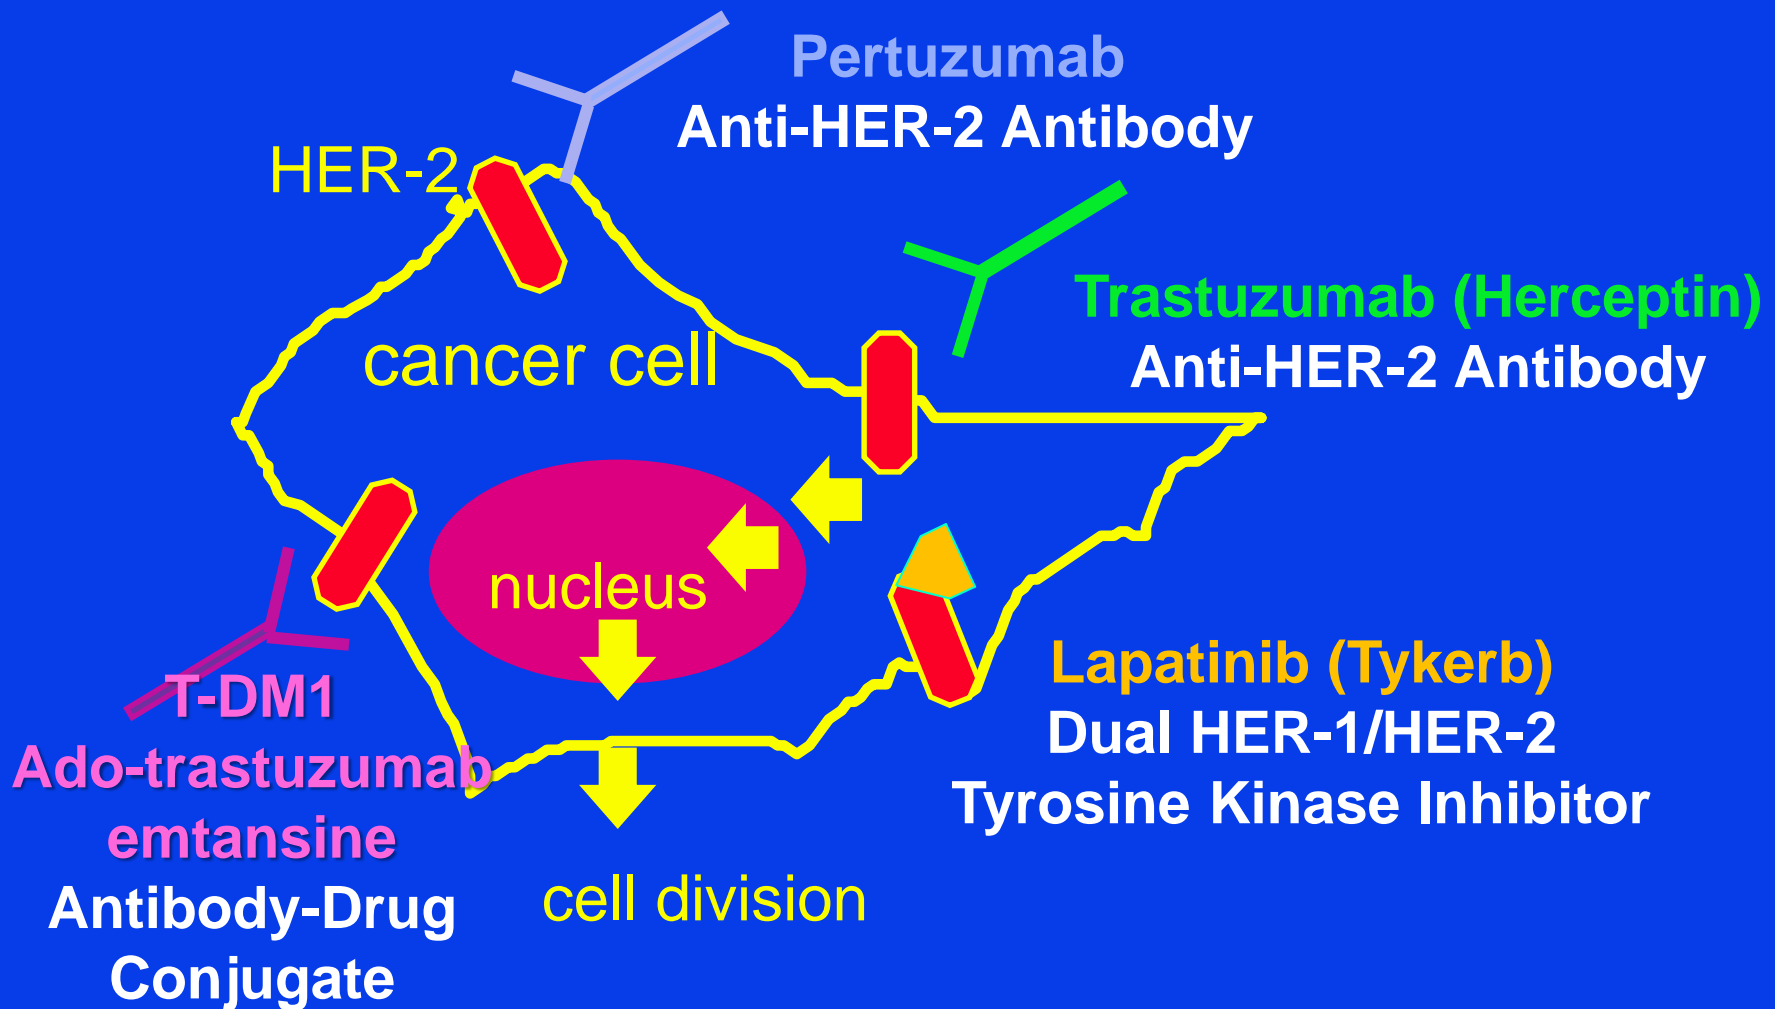 Pertuzumab
Anti-HER-2 Antibody
HER-2
Trastuzumab (Herceptin)
Anti-HER-2 Antibody
cancer cell
nucleus
Lapatinib (Tykerb)
Dual HER-1/HER-2
Tyrosine Kinase Inhibitor
T-DM1
Ado-trastuzumab
emtansine
Antibody-Drug
Conjugate
cell division